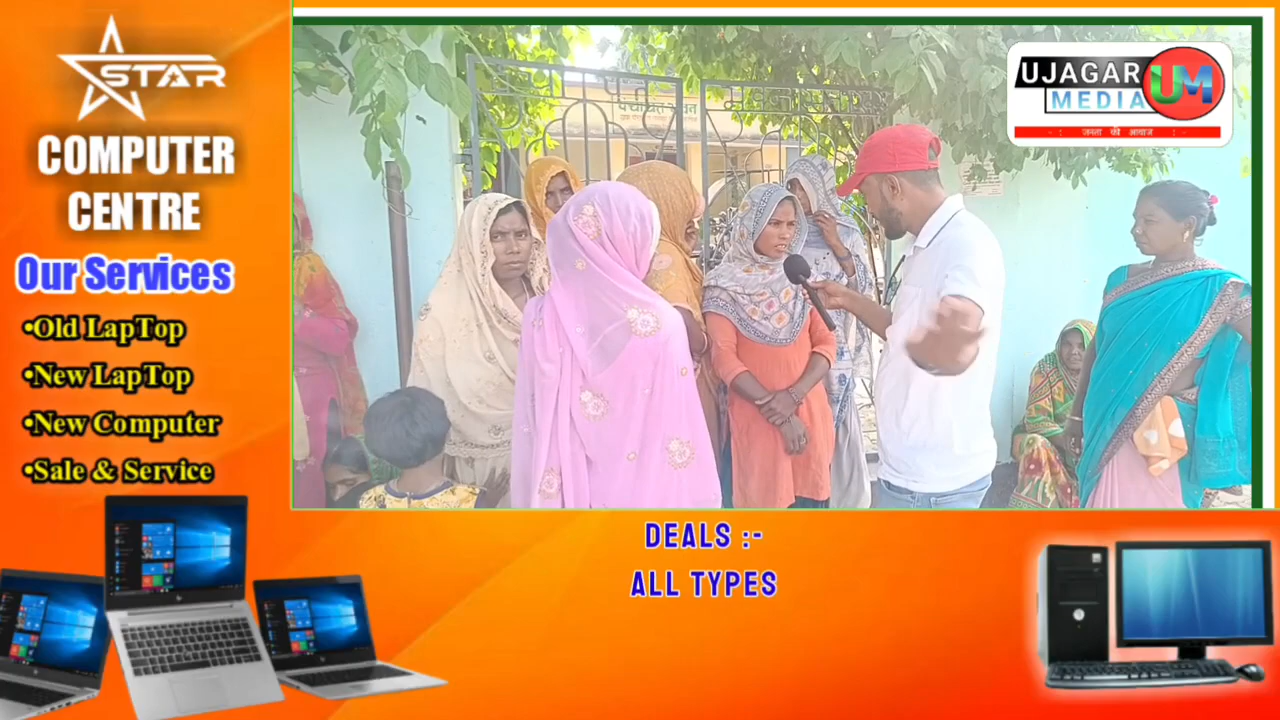 STAR
COMPUTER
CENTRE
Our Services
•Old LapTop
•New LapTop
•New Computer
•Sale & Service
UJAGAR
MEDIA
UM
जनता की आवाज
DEALS :-
ALL TYPES